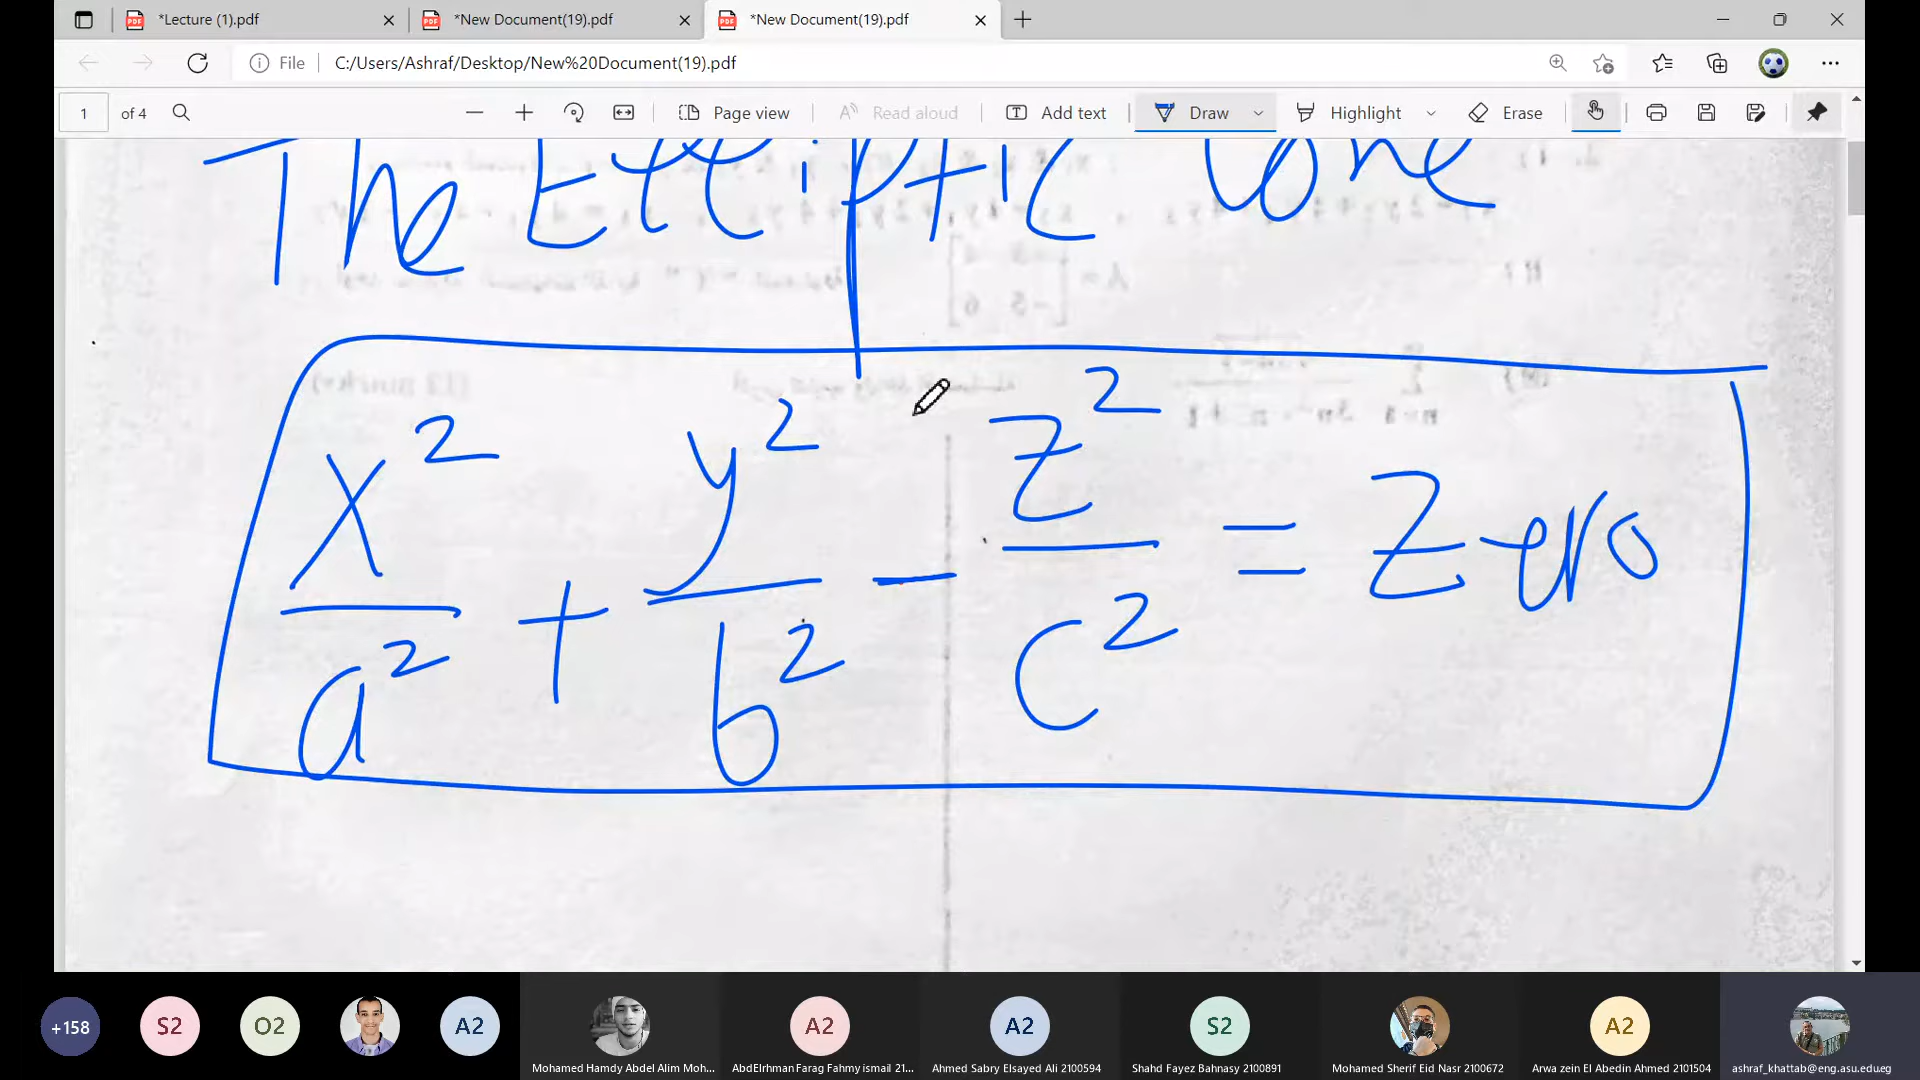 *Lecture (1).pdf *New Document(19).pdf *New Document(19).pdf
File C:/Users/Ashraf/Desktop/New%20Document(19).pdf
1 of 4 Page view Read aloud Add text Draw Highlight Erase
The Elliptic Cone
x²/a² + y²/b² - z²/c² = Zero
+158 S2 O2 A2 A2 A2 S2 A2
Mohamed Hamdy Abdel Alim Moh... AbdElrhman Farag Fahmy ismail 21... Ahmed Sabry Elsayed Ali 2100594 Shahd Fayez Bahnasy 2100891 Mohamed Sherif Eid Nasr 2100672 Arwa zein El Abedin Ahmed 2101504 ashraf_khattab@eng.asu.edu.eg